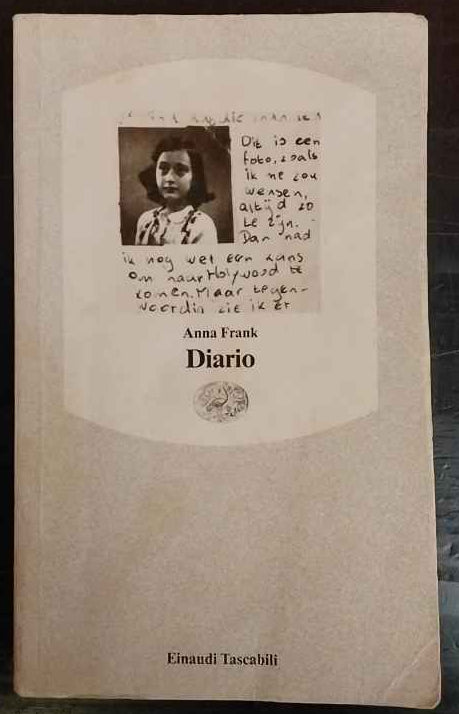 Dit is een
foto, zoals
ik me zou
wensen,
altijd zo
te zijn.
Dan had
ik nog wel een kans
om naar Holywood te
komen. Maar tegen-
woordig zie ik er
Anna Frank
Diario
Einaudi Tascabili